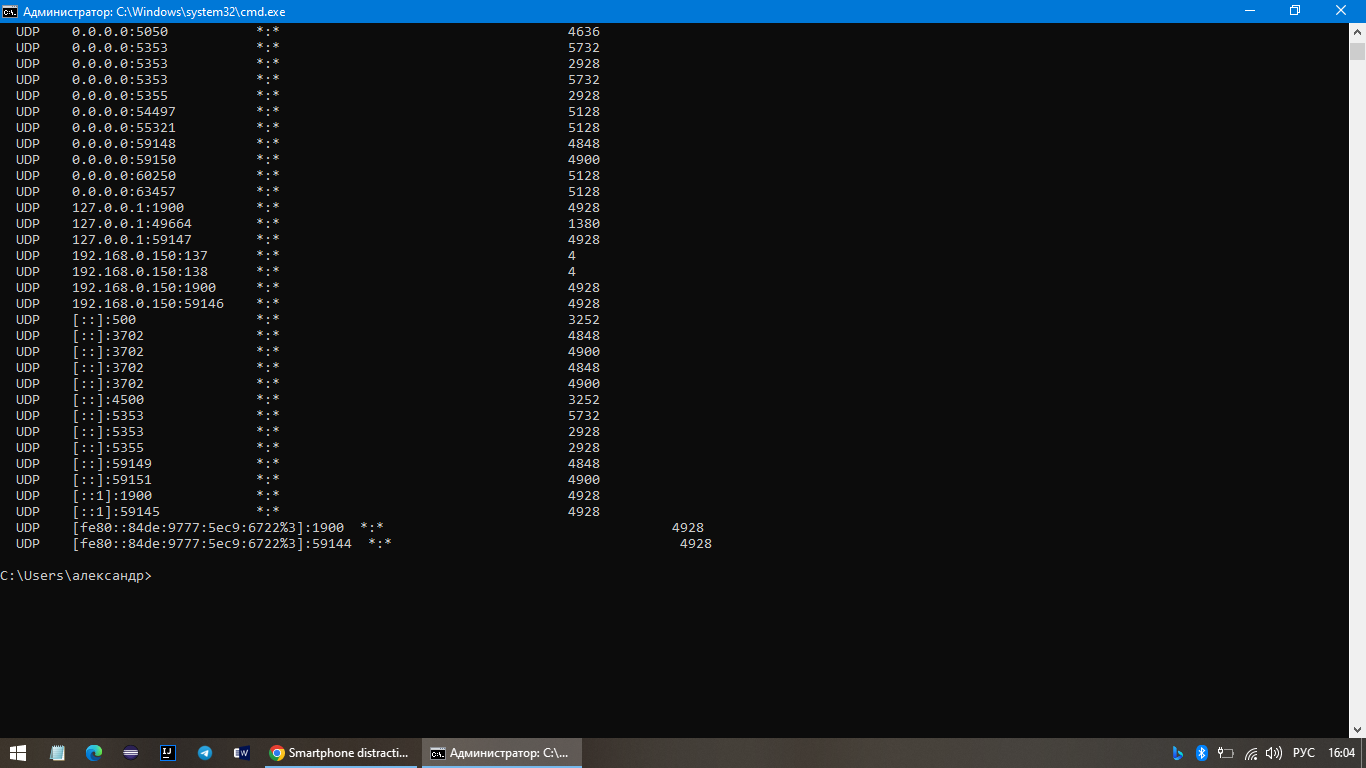 Администратор: C:\Windows\system32\cmd.exe
UDP 0.0.0.0:5050 *:* 4636
UDP 0.0.0.0:5353 *:* 5732
UDP 0.0.0.0:5353 *:* 2928
UDP 0.0.0.0:5353 *:* 5732
UDP 0.0.0.0:5355 *:* 2928
UDP 0.0.0.0:54497 *:* 5128
UDP 0.0.0.0:55321 *:* 5128
UDP 0.0.0.0:59148 *:* 4848
UDP 0.0.0.0:59150 *:* 4900
UDP 0.0.0.0:60250 *:* 5128
UDP 0.0.0.0:63457 *:* 5128
UDP 127.0.0.1:1900 *:* 4928
UDP 127.0.0.1:49664 *:* 1380
UDP 127.0.0.1:59147 *:* 4928
UDP 192.168.0.150:137 *:* 4
UDP 192.168.0.150:138 *:* 4
UDP 192.168.0.150:1900 *:* 4928
UDP 192.168.0.150:59146 *:* 4928
UDP [::]:500 *:* 3252
UDP [::]:3702 *:* 4848
UDP [::]:3702 *:* 4900
UDP [::]:3702 *:* 4848
UDP [::]:3702 *:* 4900
UDP [::]:4500 *:* 3252
UDP [::]:5353 *:* 5732
UDP [::]:5353 *:* 2928
UDP [::]:5355 *:* 2928
UDP [::]:59149 *:* 4848
UDP [::]:59151 *:* 4900
UDP [::1]:1900 *:* 4928
UDP [::1]:59145 *:* 4928
UDP [fe80::84de:9777:5ec9:6722%3]:1900 *:* 4928
UDP [fe80::84de:9777:5ec9:6722%3]:59144 *:* 4928
C:\Users\александр>
Smartphone distracti... Администратор: C:\... РУС 16:04